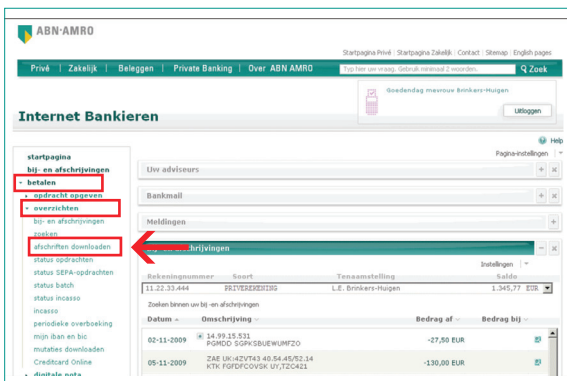 ABN·AMRO
Startpagina Privé | Startpagina Zakelijk | Contact | Sitemap | English pages
Privé | Zakelijk | Beleggen | Private Banking | Over ABN AMRO
Typ hier uw vraag. Gebruik minimaal 2 woorden.
Zoek
Goedendag mevrouw Brinkers-Huigen
Uitloggen
Internet Bankieren
Help
Pagina-instellingen
startpagina
bij- en afschrijvingen
betalen
opdracht opgeven
overzichten
bij- en afschrijvingen
zoeken
afschriften downloaden
status opdrachten
status SEPA-opdrachten
status batch
status incasso
incasso
periodieke overboeking
mijn iban en bic
mutaties downloaden
Creditcard Online
digitale nota
Uw adviseurs
Bankmail
Meldingen
Instellingen
Rekeningnummer Soort Tenaamstelling Saldo
11.22.33.444 PRIVEREKENING L.E. Brinkers-Huigen 1.345,77 EUR
Zoeken binnen uw bij -en afschrijvingen
Datum Omschrijving Bedrag af Bedrag bij
02-11-2009 14.99.15.531 -27,50 EUR
PGMDD SGPKSBUEWUMFZO
05-11-2009 ZAE UK:42VT43 40.54.45/52.14 -130,00 EUR
KTK PGFDFCOVSK UY,TZC421